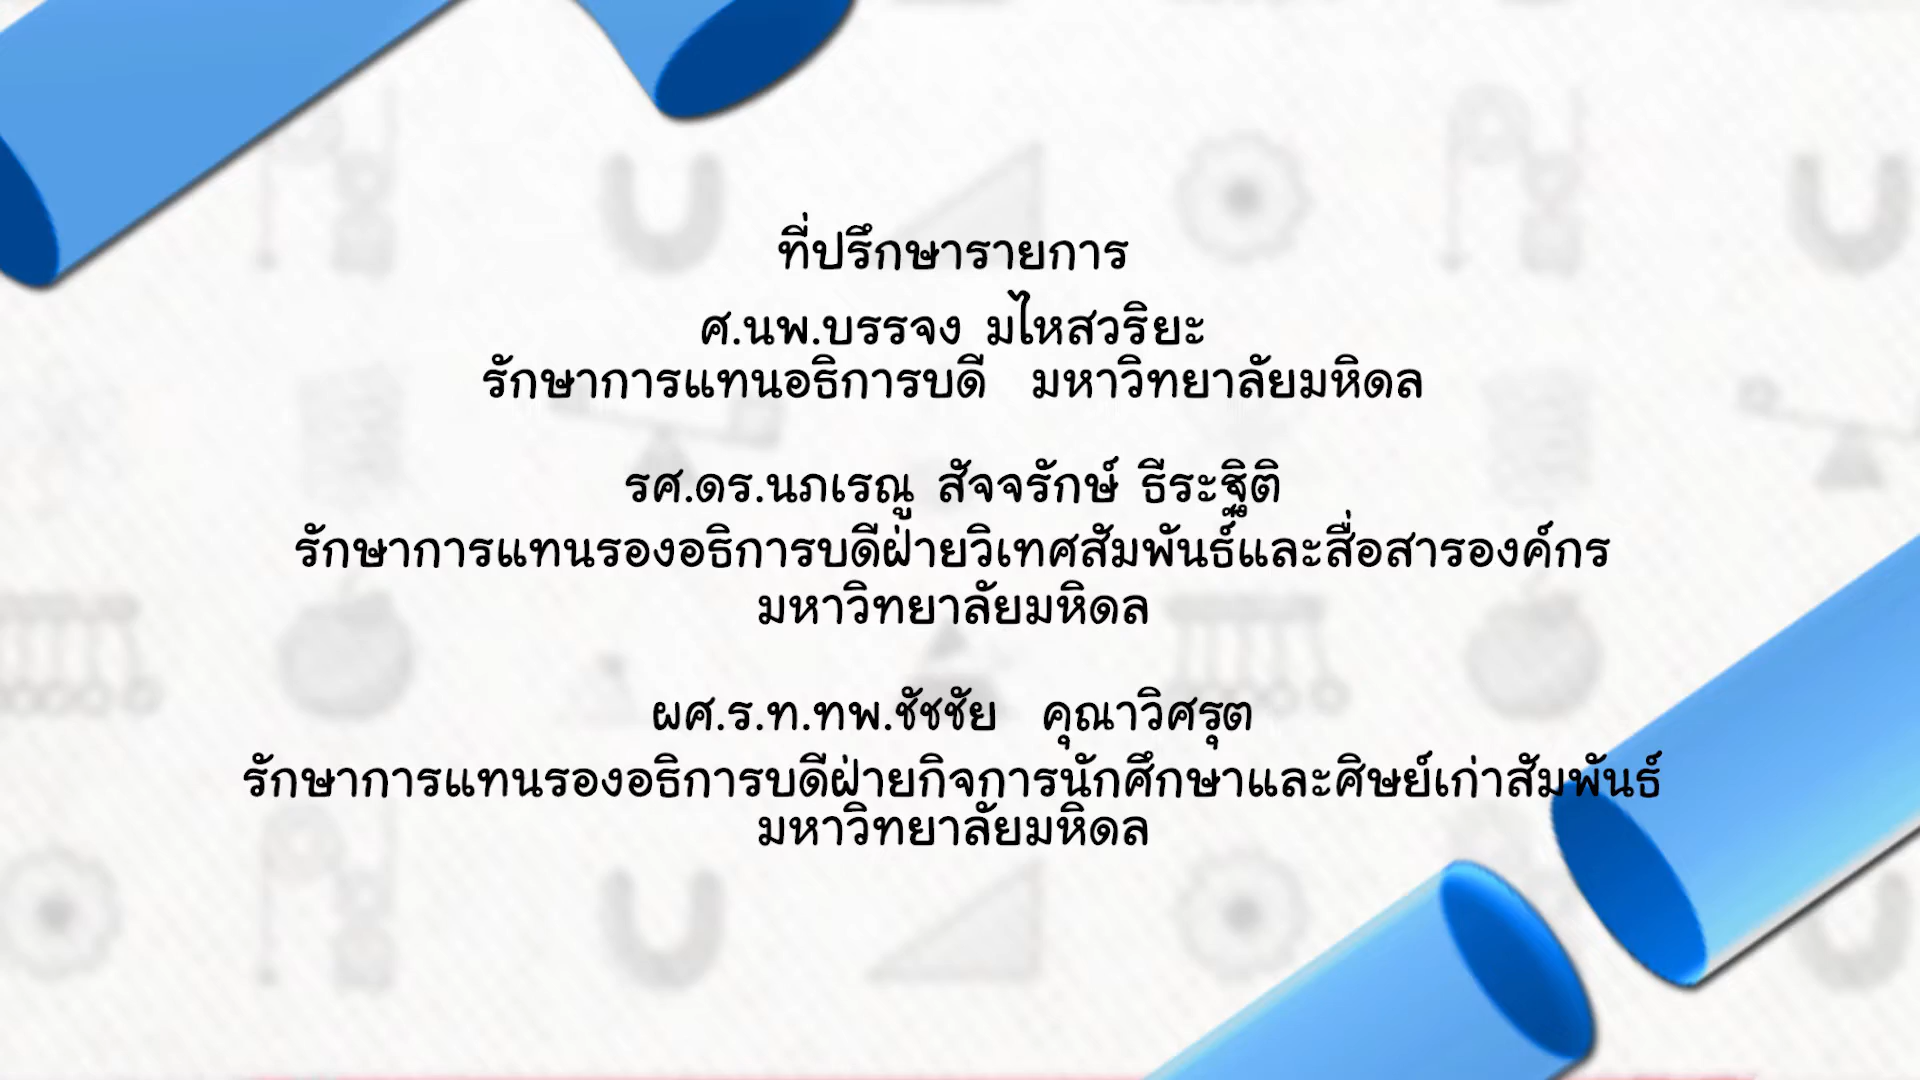 ที่ปรึกษารายการ
ศ.นพ.บรรจง มไหสวริยะ
รักษาการแทนอธิการบดี มหาวิทยาลัยมหิดล
รศ.ดร.นภเรณู สัจจรักษ์ ธีระฐิติ
รักษาการแทนรองอธิการบดีฝ่ายวิเทศสัมพันธ์และสื่อสารองค์กร
มหาวิทยาลัยมหิดล
ผศ.ร.ท.ทพ.ชัชชัย คุณาวิศรุต
รักษาการแทนรองอธิการบดีฝ่ายกิจการนักศึกษาและศิษย์เก่าสัมพันธ์
มหาวิทยาลัยมหิดล